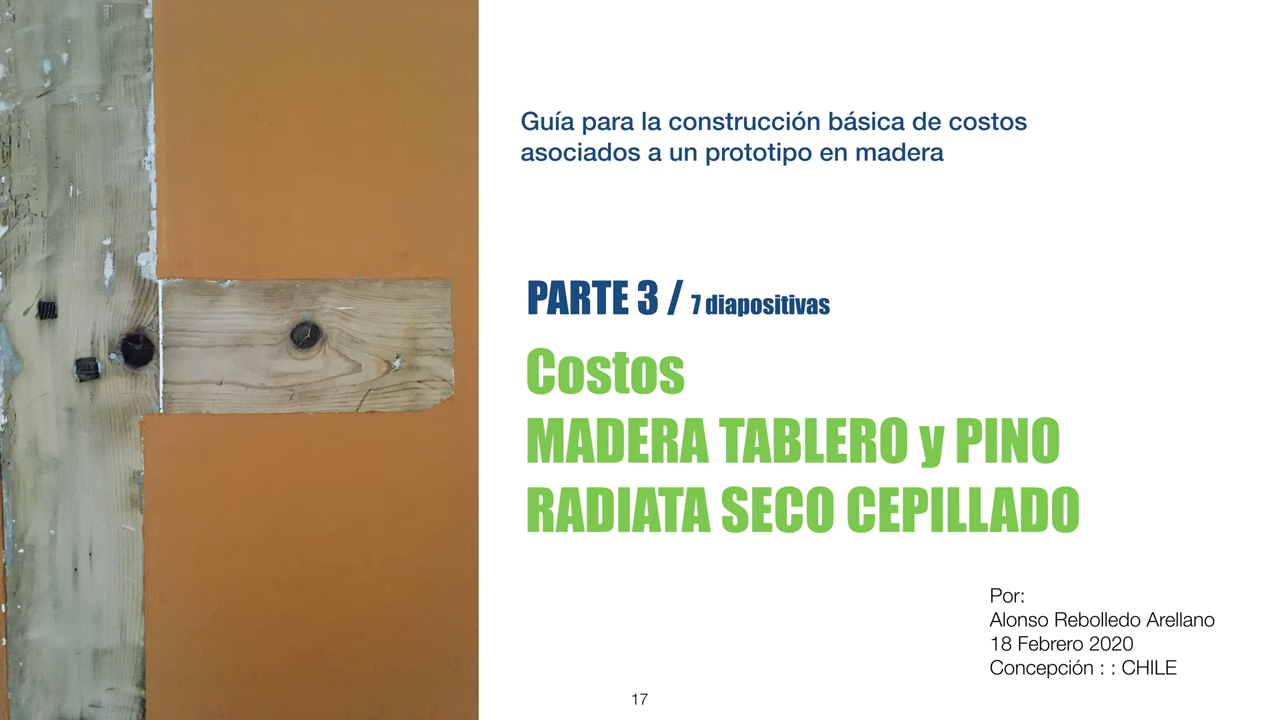 Guía para la construcción básica de costos
asociados a un prototipo en madera
PARTE 3 / 7 diapositivas
Costos
MADERA TABLERO y PINO
RADIATA SECO CEPILLADO
Por:
Alonso Rebolledo Arellano
18 Febrero 2020
Concepción : : CHILE
17